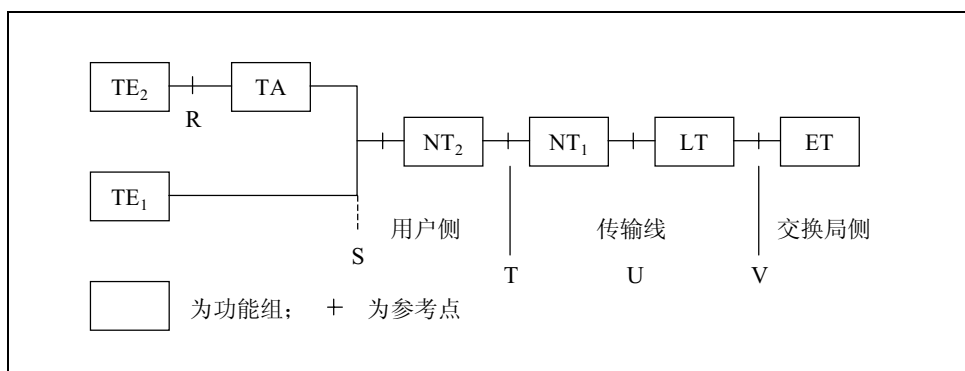 TE₂
TA
R
NT₂
NT₁
LT
ET
TE₁
用户侧
传输线
交换局侧
S
T
U
V
为功能组； + 为参考点